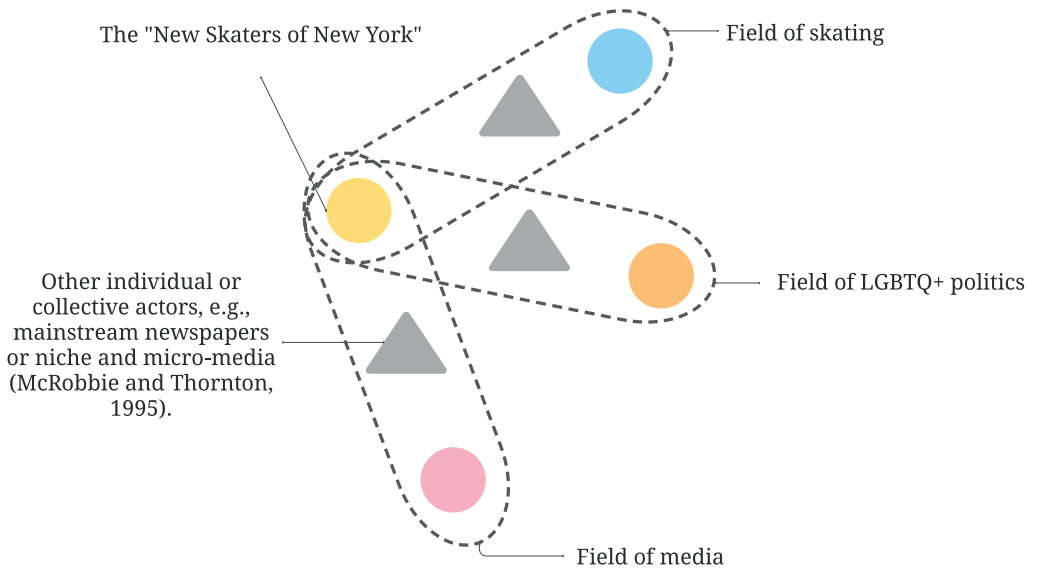 The "New Skaters of New York"
Field of skating
Other individual or
collective actors, e.g.,
mainstream newspapers
or niche and micro-media
(McRobbie and Thornton,
1995).
Field of LGBTQ+ politics
Field of media